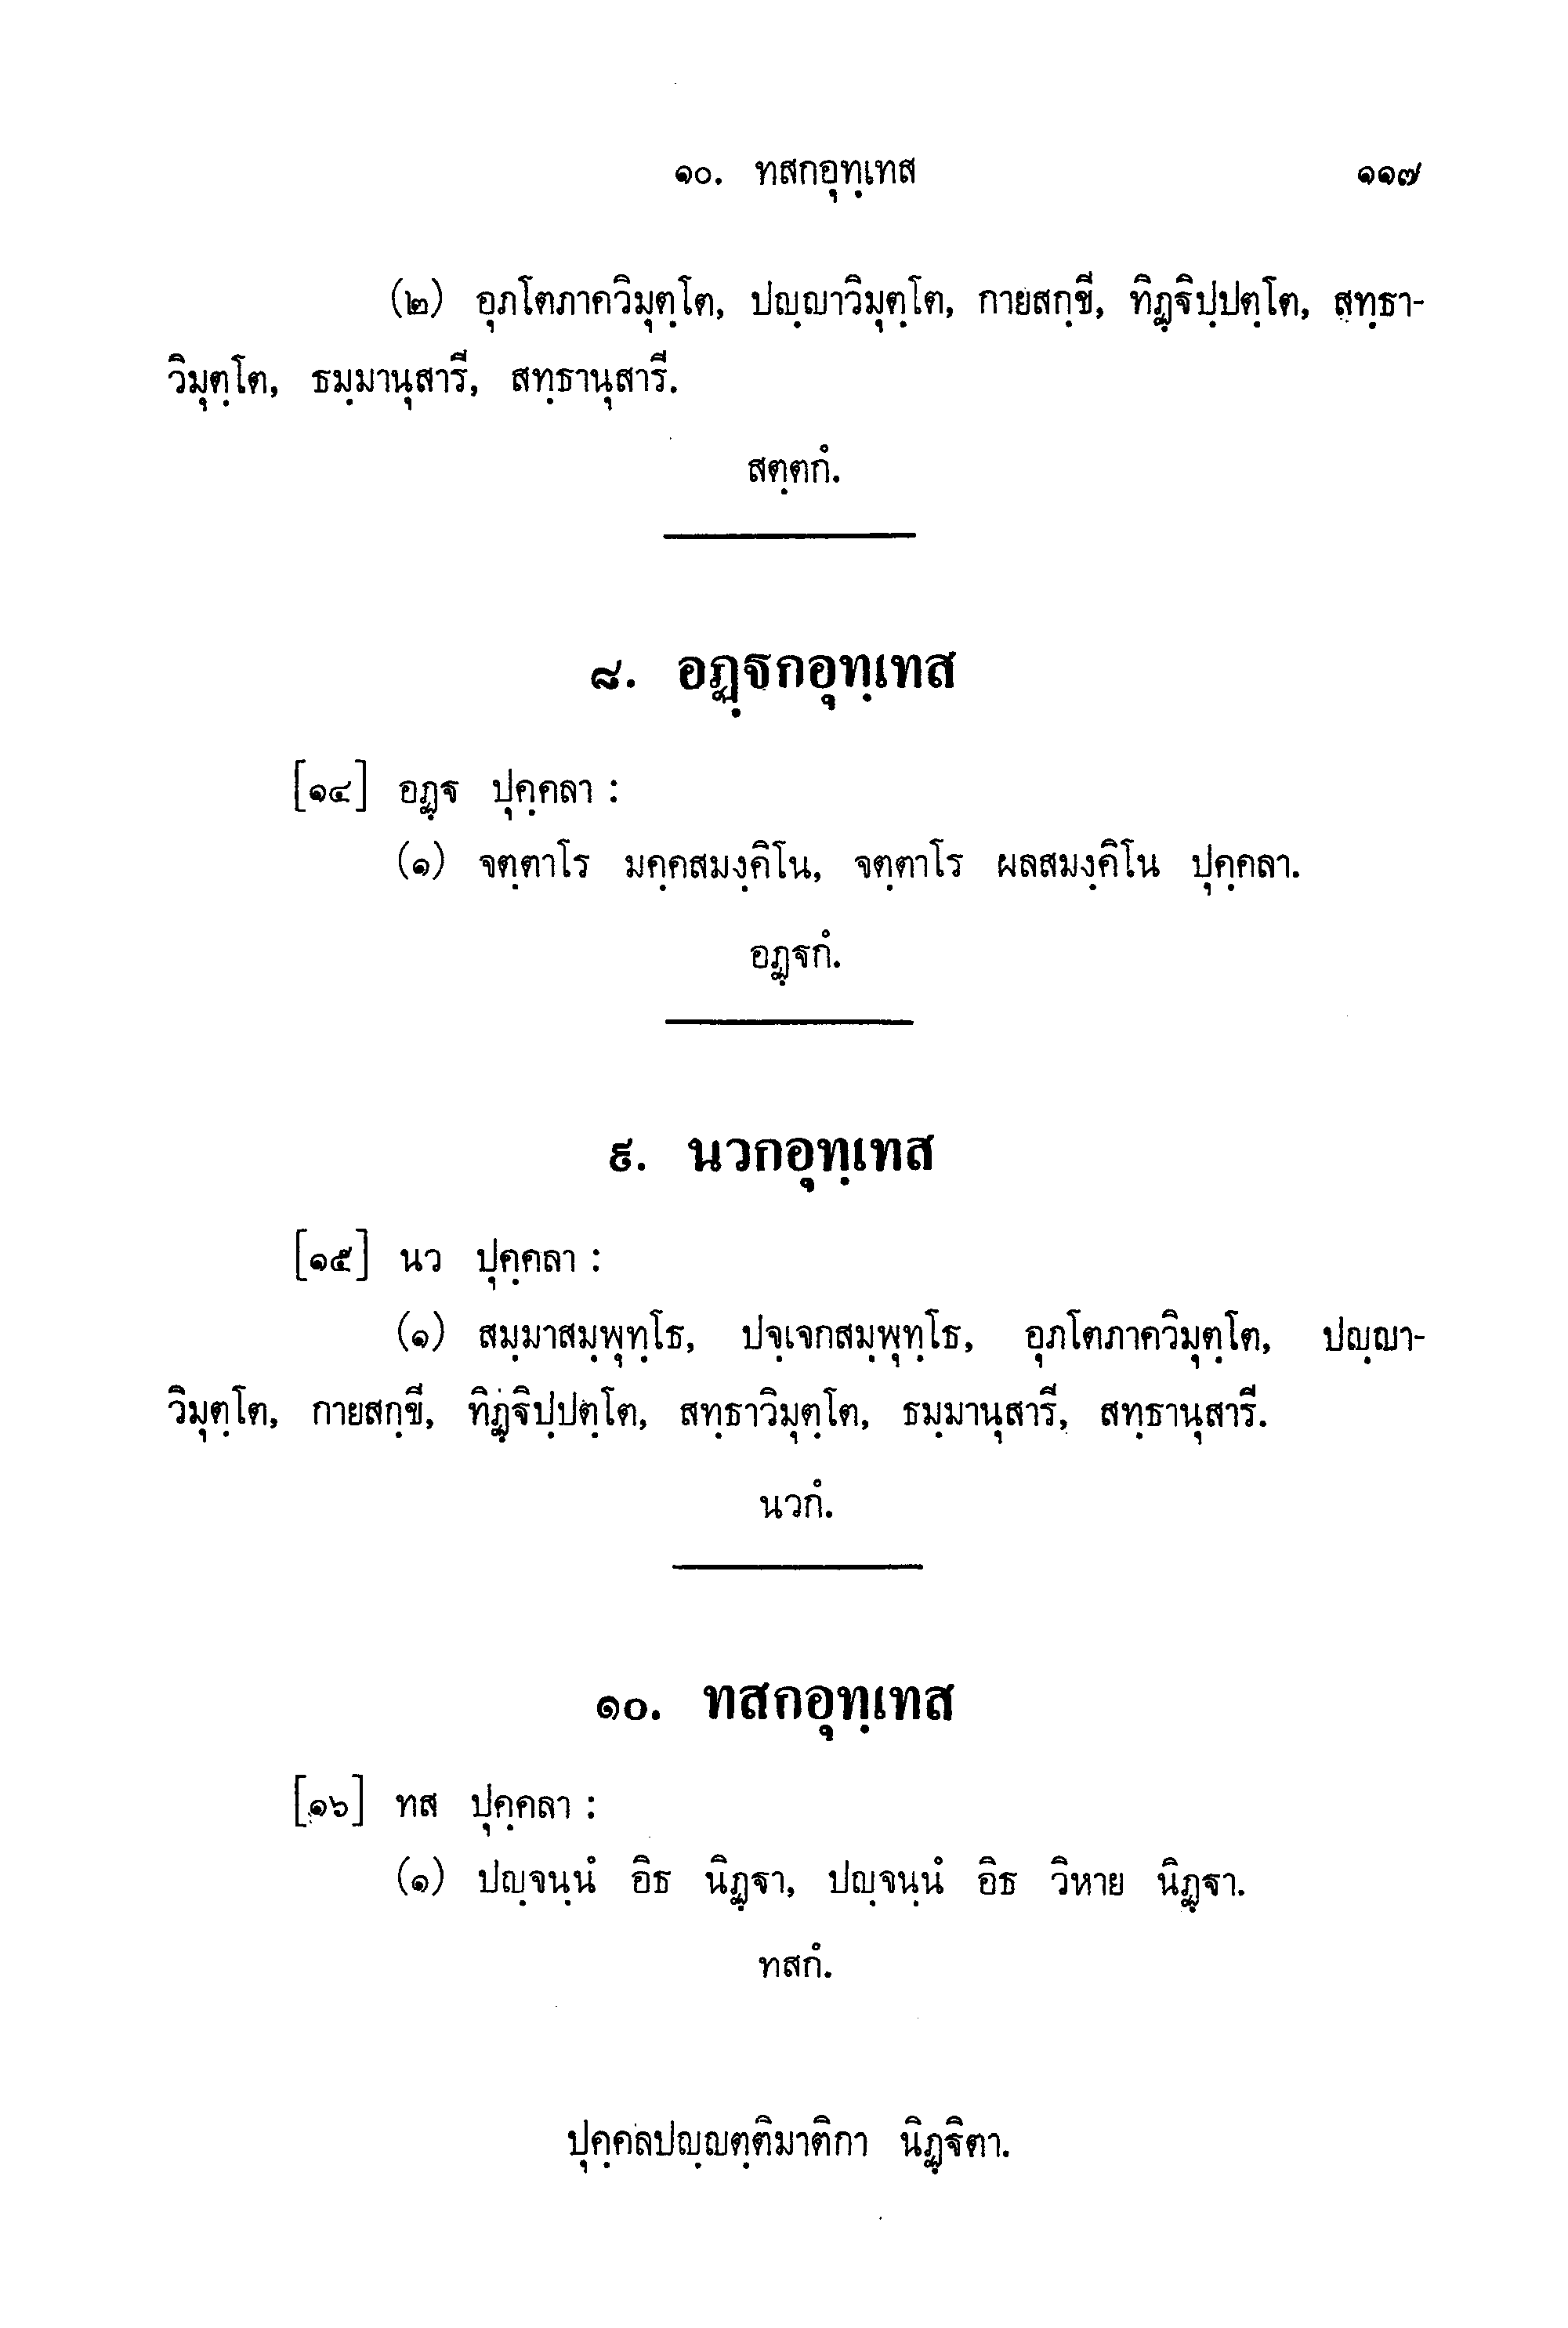 ๑๐. ทสกอุทฺเทส ๑๑๗
(๒) อุภโตภาควิมุตฺโต, ปญฺญาวิมุตฺโต, กายสกฺขี, ทิฏฺฐิปฺปตฺโต, สทฺธา-
วิมุตฺโต, ธมฺมานุสารี, สทฺธานุสารี.
สตฺตกํ.
๘. อฏฺฐกอุทฺเทส
[๑๔] อฏฺฐ ปุคฺคลา :
(๑) จตฺตาโร มคฺคสมงฺคิโน, จตฺตาโร ผลสมงฺคิโน ปุคฺคลา.
อฏฺฐกํ.
๙. นวกอุทฺเทส
[๑๕] นว ปุคฺคลา :
(๑) สมฺมาสมฺพุทฺโธ, ปจฺเจกสมฺพุทฺโธ, อุภโตภาควิมุตฺโต, ปญฺญา-
วิมุตฺโต, กายสกฺขี, ทิฏฺฐิปฺปตฺโต, สทฺธาวิมุตฺโต, ธมฺมานุสารี, สทฺธานุสารี.
นวกํ.
๑๐. ทสกอุทฺเทส
[๑๖] ทส ปุคฺคลา :
(๑) ปญฺจนฺนํ อิธ นิฏฺฐา, ปญฺจนฺนํ อิธ วิหาย นิฏฺฐา.
ทสกํ.
ปุคฺคลปญฺญตฺติมาติกา นิฏฺฐิตา.